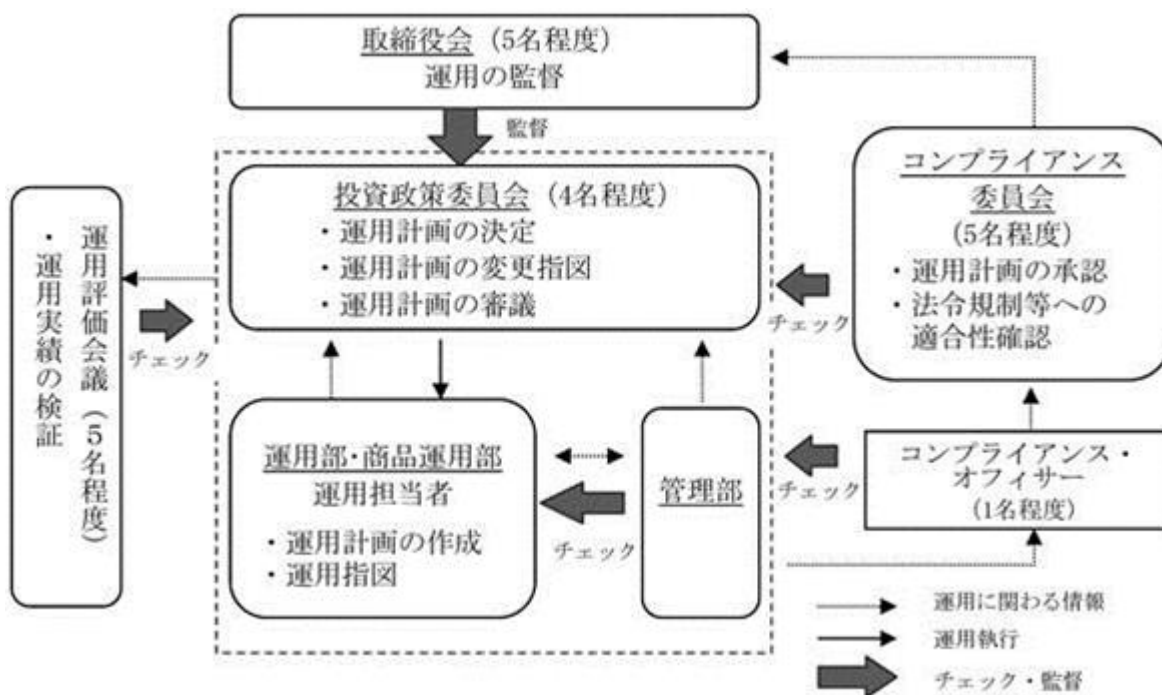 取締役会（5名程度）
運用の監督
監督
投資政策委員会（4名程度）
・運用計画の決定
・運用計画の変更指図
・運用計画の審議
コンプライアンス
委員会
(5名程度)
・運用計画の承認
・法令規制等への
適合性確認
運用評価会議（5名程度）
・運用実績の検証
チェック
チェック
運用部・商品運用部
運用担当者
・運用計画の作成
・運用指図
チェック
管理部
チェック
コンプライアンス・
オフィサー
(1名程度)
運用に関わる情報
運用執行
チェック・監督